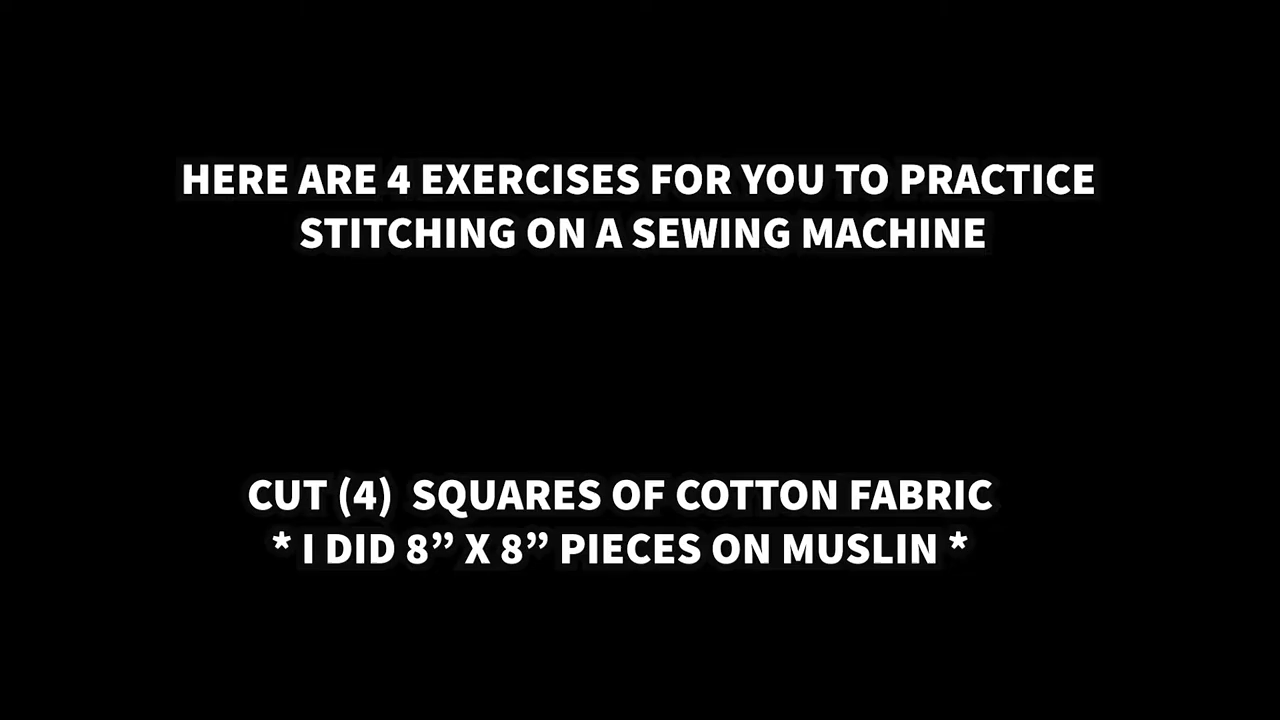 HERE ARE 4 EXERCISES FOR YOU TO PRACTICE
STITCHING ON A SEWING MACHINE
CUT (4)  SQUARES OF COTTON FABRIC
* I DID 8” X 8” PIECES ON MUSLIN *